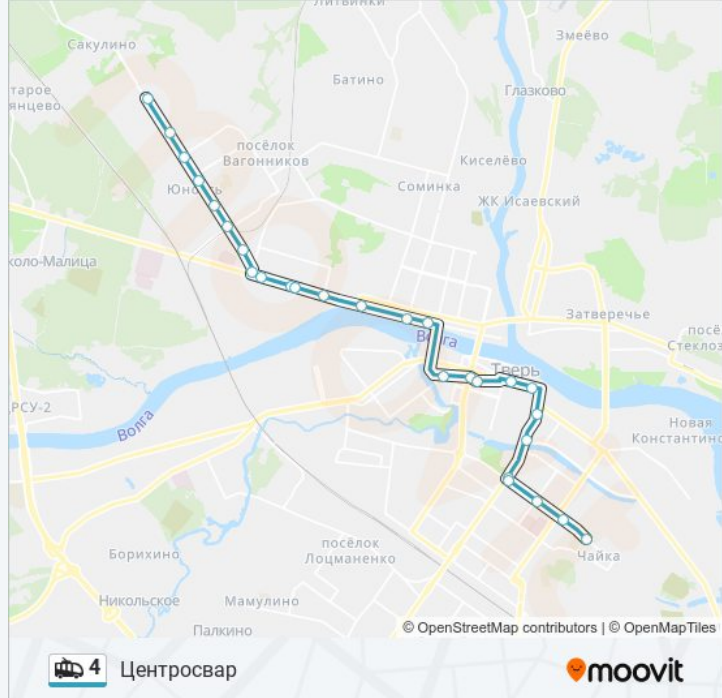 Литвинки
Сакулино
Змеёво
Батино
тарое
янцево
Глазково
посёлок
Вагонников
Киселёво
Соминка
Юность
ЖК Исаевский
коло-Малица
Затверечье
посё
Стеклоз
Волга
Тверь
ДРСУ-2
Волга
Новая
Константино
посёлок
Лоцманенко
Борихино
Чайка
Никольское
Мамулино
Палкино
© OpenStreetMap contributors | © OpenMapTiles
4 Центросвар
moovit